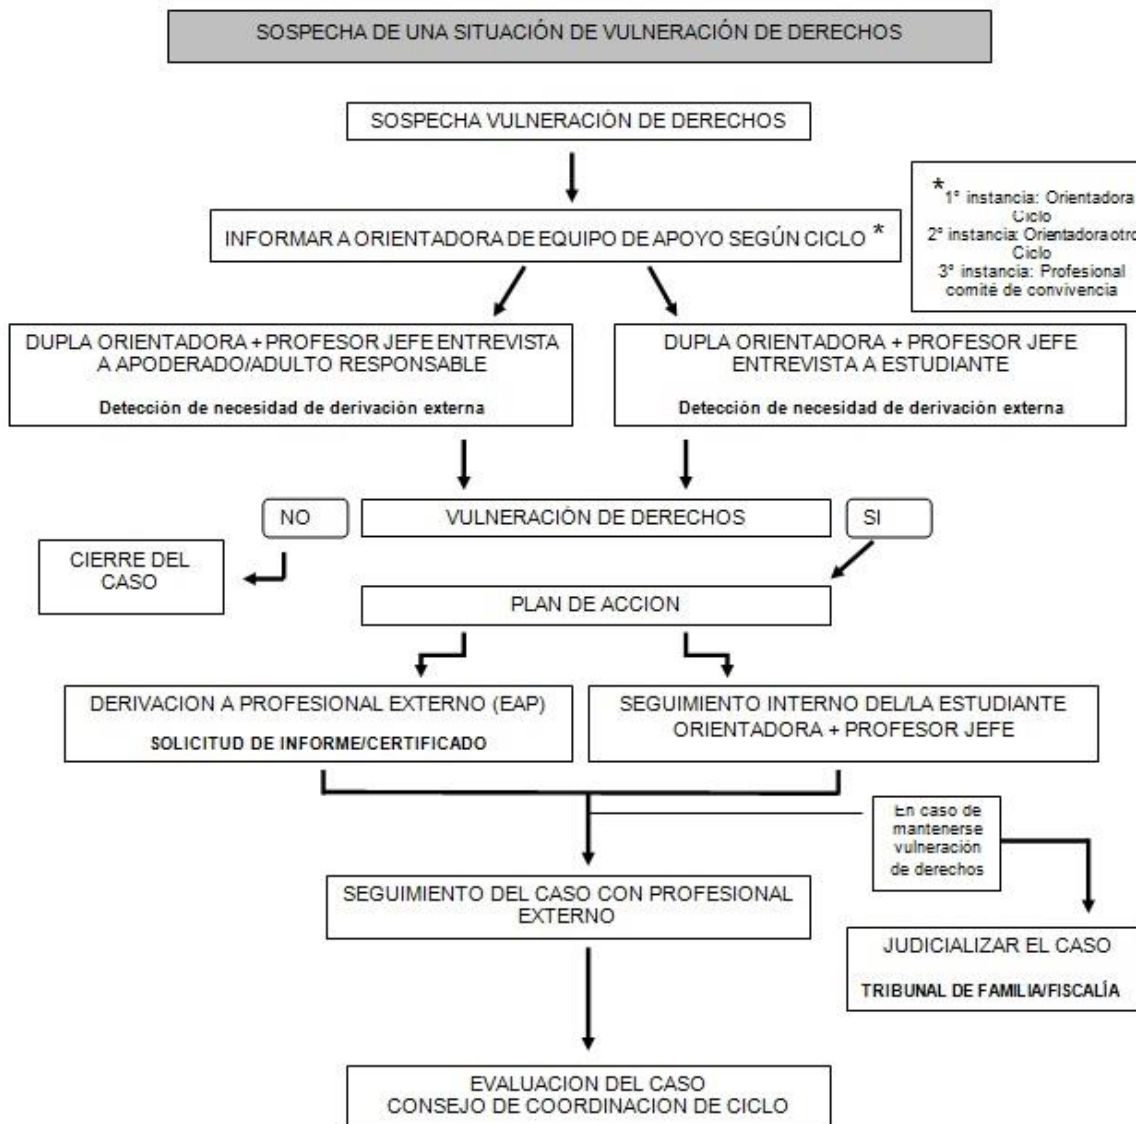 SOSPECHA DE UNA SITUACIÓN DE VULNERACIÓN DE DERECHOS
SOSPECHA VULNERACIÓN DE DERECHOS
INFORMAR A ORIENTADORA DE EQUIPO DE APOYO SEGÚN CICLO *
* 1° instancia: Orientadora
Ciclo
2° instancia: Orientadora otro
Ciclo
3° instancia: Profesional
comité de convivencia
DUPLA ORIENTADORA + PROFESOR JEFE ENTREVISTA
A APODERADO/ADULTO RESPONSABLE
Detección de necesidad de derivación externa
DUPLA ORIENTADORA + PROFESOR JEFE
ENTREVISTA A ESTUDIANTE
Detección de necesidad de derivación externa
NO
VULNERACIÓN DE DERECHOS
SI
CIERRE DEL
CASO
PLAN DE ACCION
DERIVACION A PROFESIONAL EXTERNO (EAP)
SOLICITUD DE INFORME/CERTIFICADO
SEGUIMIENTO INTERNO DEL/LA ESTUDIANTE
ORIENTADORA + PROFESOR JEFE
En caso de
mantenerse
vulneración
de derechos
SEGUIMIENTO DEL CASO CON PROFESIONAL
EXTERNO
JUDICIALIZAR EL CASO
TRIBUNAL DE FAMILIA/FISCALÍA
EVALUACION DEL CASO
CONSEJO DE COORDINACION DE CICLO